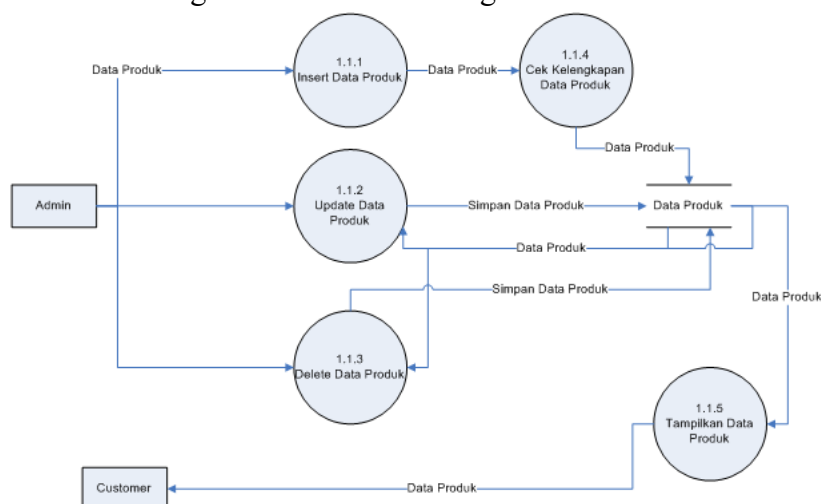 1.1.1
Insert Data Produk
1.1.4
Cek Kelengkapan
Data Produk
Data Produk
Data Produk
Data Produk
Admin
1.1.2
Update Data
Produk
Simpan Data Produk
Data Produk
Data Produk
Simpan Data Produk
Data Produk
1.1.3
Delete Data Produk
1.1.5
Tampilkan Data
Produk
Customer
Data Produk